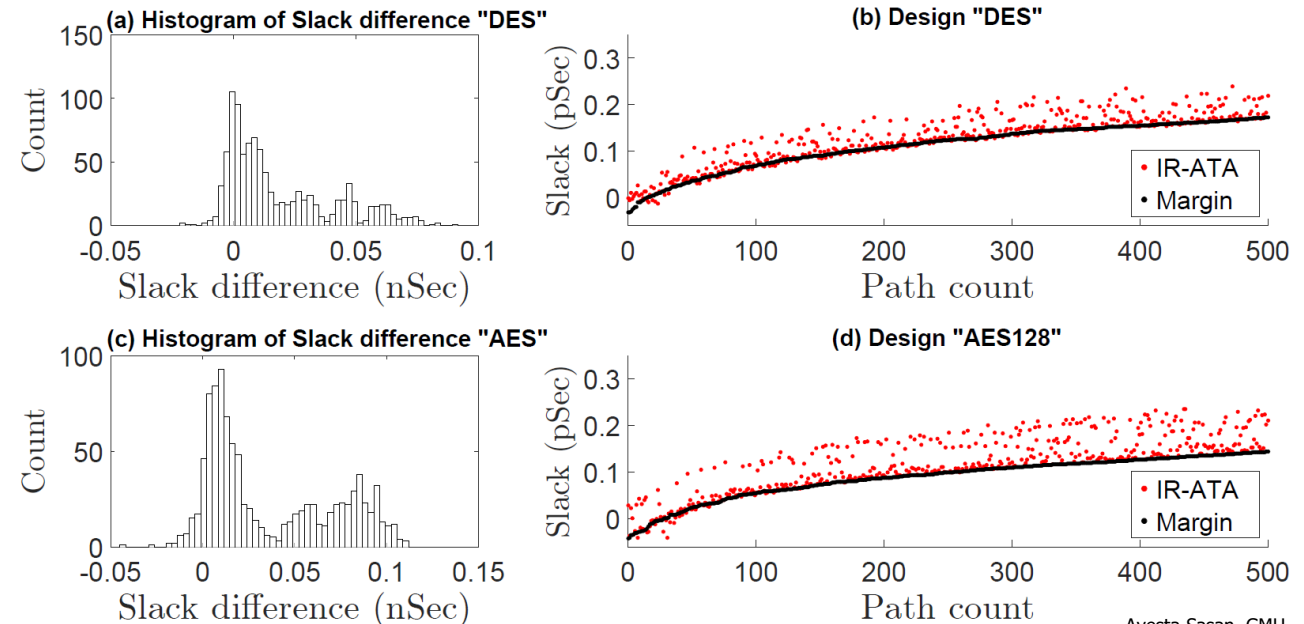 (a) Histogram of Slack difference "DES"
150
100
50
0
Count
-0.05 0 0.05 0.1
Slack difference (nSec)
(b) Design "DES"
0.3
0.2
0.1
0
Slack (pSec)
IR-ATA
Margin
0 100 200 300 400 500
Path count
(c) Histogram of Slack difference "AES"
100
50
0
Count
-0.05 0 0.05 0.1 0.15
Slack difference (nSec)
(d) Design "AES128"
0.3
0.2
0.1
0
Slack (pSec)
IR-ATA
Margin
0 100 200 300 400 500
Path count